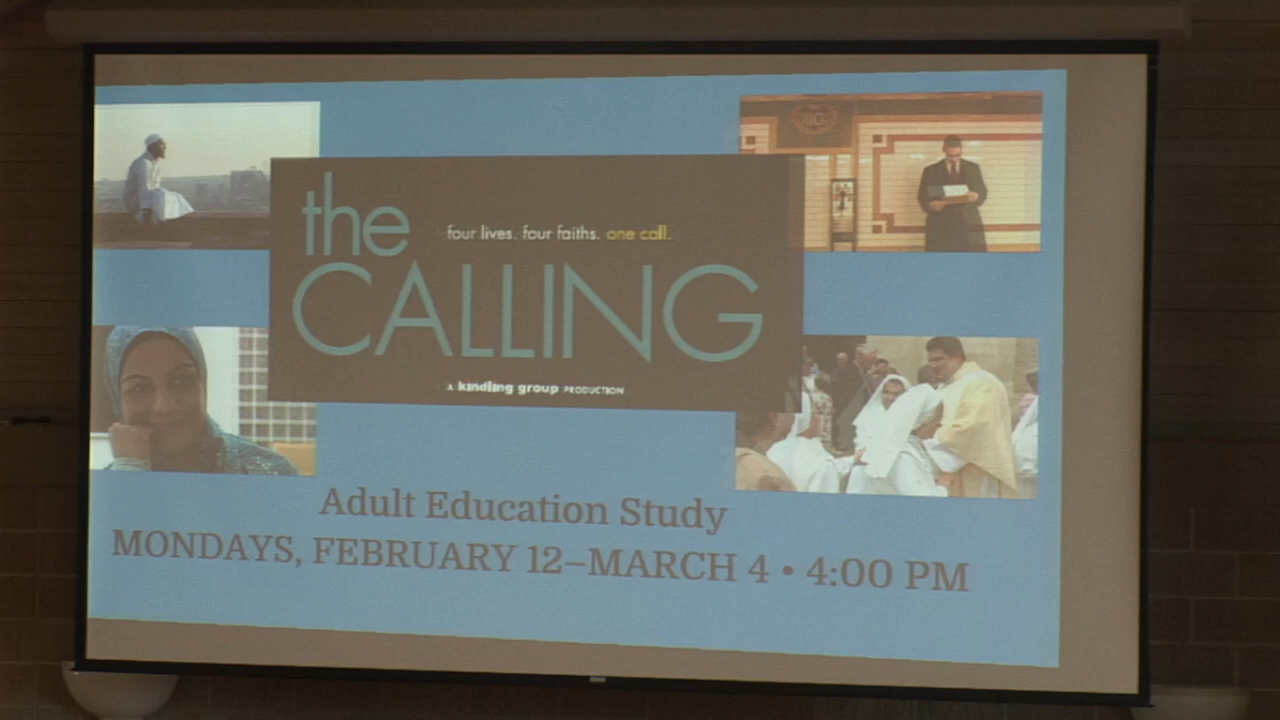 the
four lives. four faiths. one call.
CALLING
A kindling group PRODUCTION
Adult Education Study
MONDAYS, FEBRUARY 12–MARCH 4 • 4:00 PM